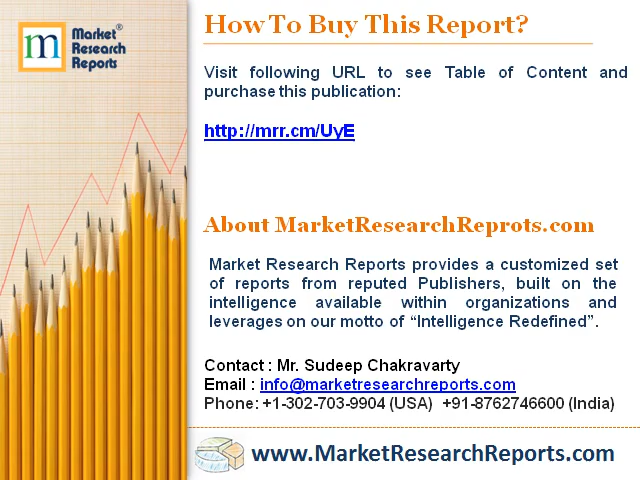 m
Market®
Research
Reports
How To Buy This Report?
Visit following URL to see Table of Content and
purchase this publication:
http://mrr.cm/UyE
About MarketResearchReprots.com
Market Research Reports provides a customized set
of reports from reputed Publishers, built on the
intelligence available within organizations and
leverages on our motto of “Intelligence Redefined”.
Contact : Mr. Sudeep Chakravarty
Email : info@marketresearchreports.com
Phone: +1-302-703-9904 (USA)  +91-8762746600 (India)
www.MarketResearchReports.com